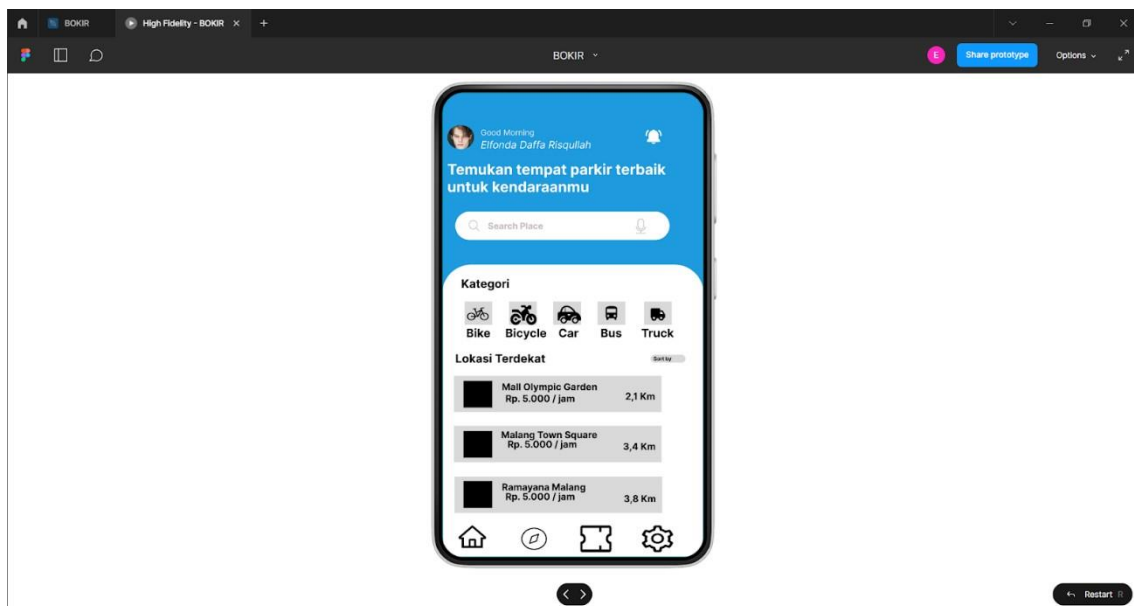 BOKIR
High Fidelity - BOKIR
BOKIR
E
Share prototype
Options
Good Morning
Elfonda Daffa Risqullah
Temukan tempat parkir terbaik
untuk kendaraanmu
Search Place
Kategori
Bike Bicycle Car Bus Truck
Lokasi Terdekat
Sort by
Mall Olympic Garden
Rp. 5.000 / jam
2,1 Km
Malang Town Square
Rp. 5.000 / jam
3,4 Km
Ramayana Malang
Rp. 5.000 / jam
3,8 Km
Restart R